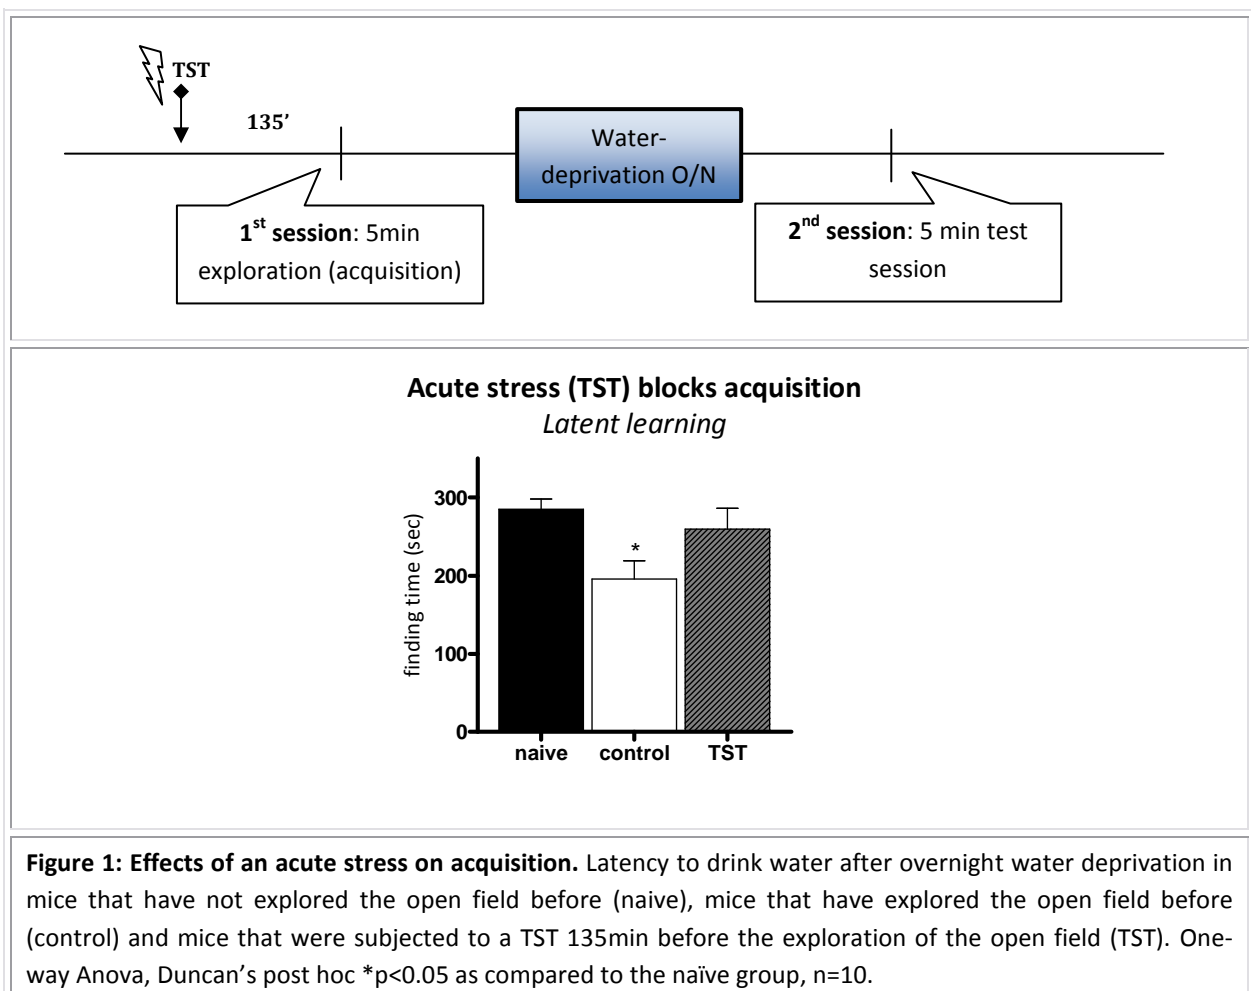 TST
135’
Water-
deprivation O/N
1st session: 5min
exploration (acquisition)
2nd session: 5 min test
session
Acute stress (TST) blocks acquisition
Latent learning
finding time (sec)
300
200
100
0
*
naive control TST
Figure 1: Effects of an acute stress on acquisition. Latency to drink water after overnight water deprivation in
mice that have not explored the open field before (naive), mice that have explored the open field before
(control) and mice that were subjected to a TST 135min before the exploration of the open field (TST). One-
way Anova, Duncan’s post hoc *p<0.05 as compared to the naïve group, n=10.